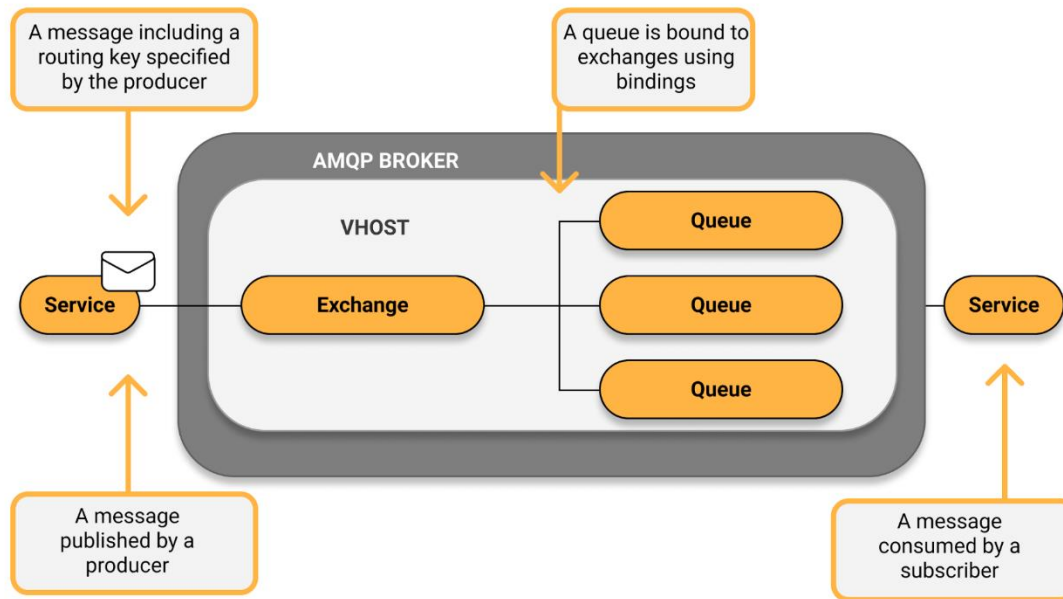 A message including a
routing key specified
by the producer
A queue is bound to
exchanges using
bindings
AMQP BROKER
VHOST
Queue
Service
Exchange
Queue
Service
Queue
A message
published by a
producer
A message
consumed by a
subscriber